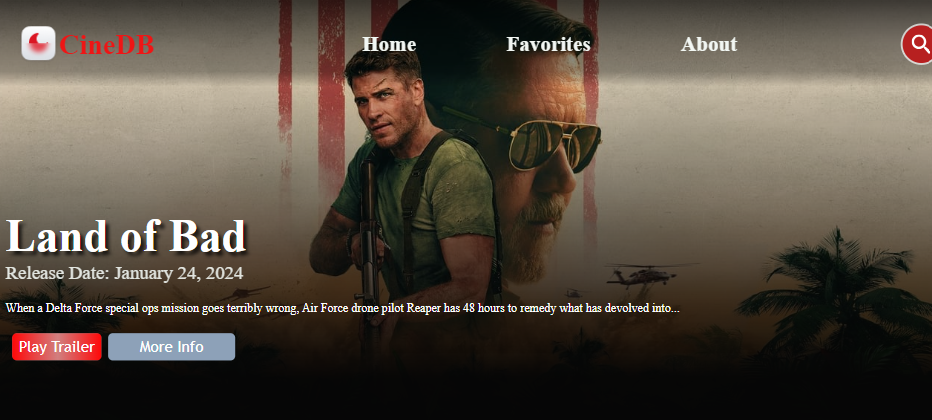 CineDB
Home
Favorites
About
Land of Bad
Release Date: January 24, 2024
When a Delta Force special ops mission goes terribly wrong, Air Force drone pilot Reaper has 48 hours to remedy what has devolved into...
Play Trailer
More Info